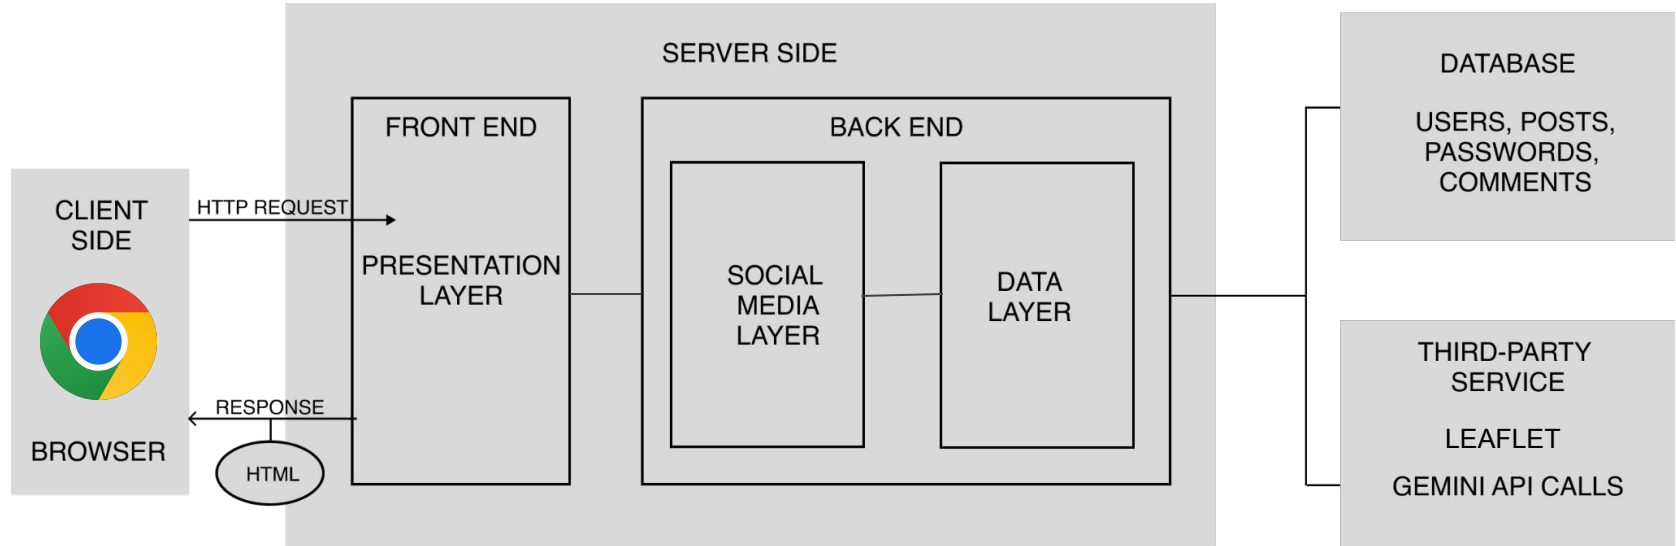 SERVER SIDE
CLIENT
SIDE
BROWSER
HTTP REQUEST
RESPONSE
HTML
FRONT END
PRESENTATION
LAYER
BACK END
SOCIAL
MEDIA
LAYER
DATA
LAYER
DATABASE
USERS, POSTS,
PASSWORDS,
COMMENTS
THIRD-PARTY
SERVICE
LEAFLET
GEMINI API CALLS